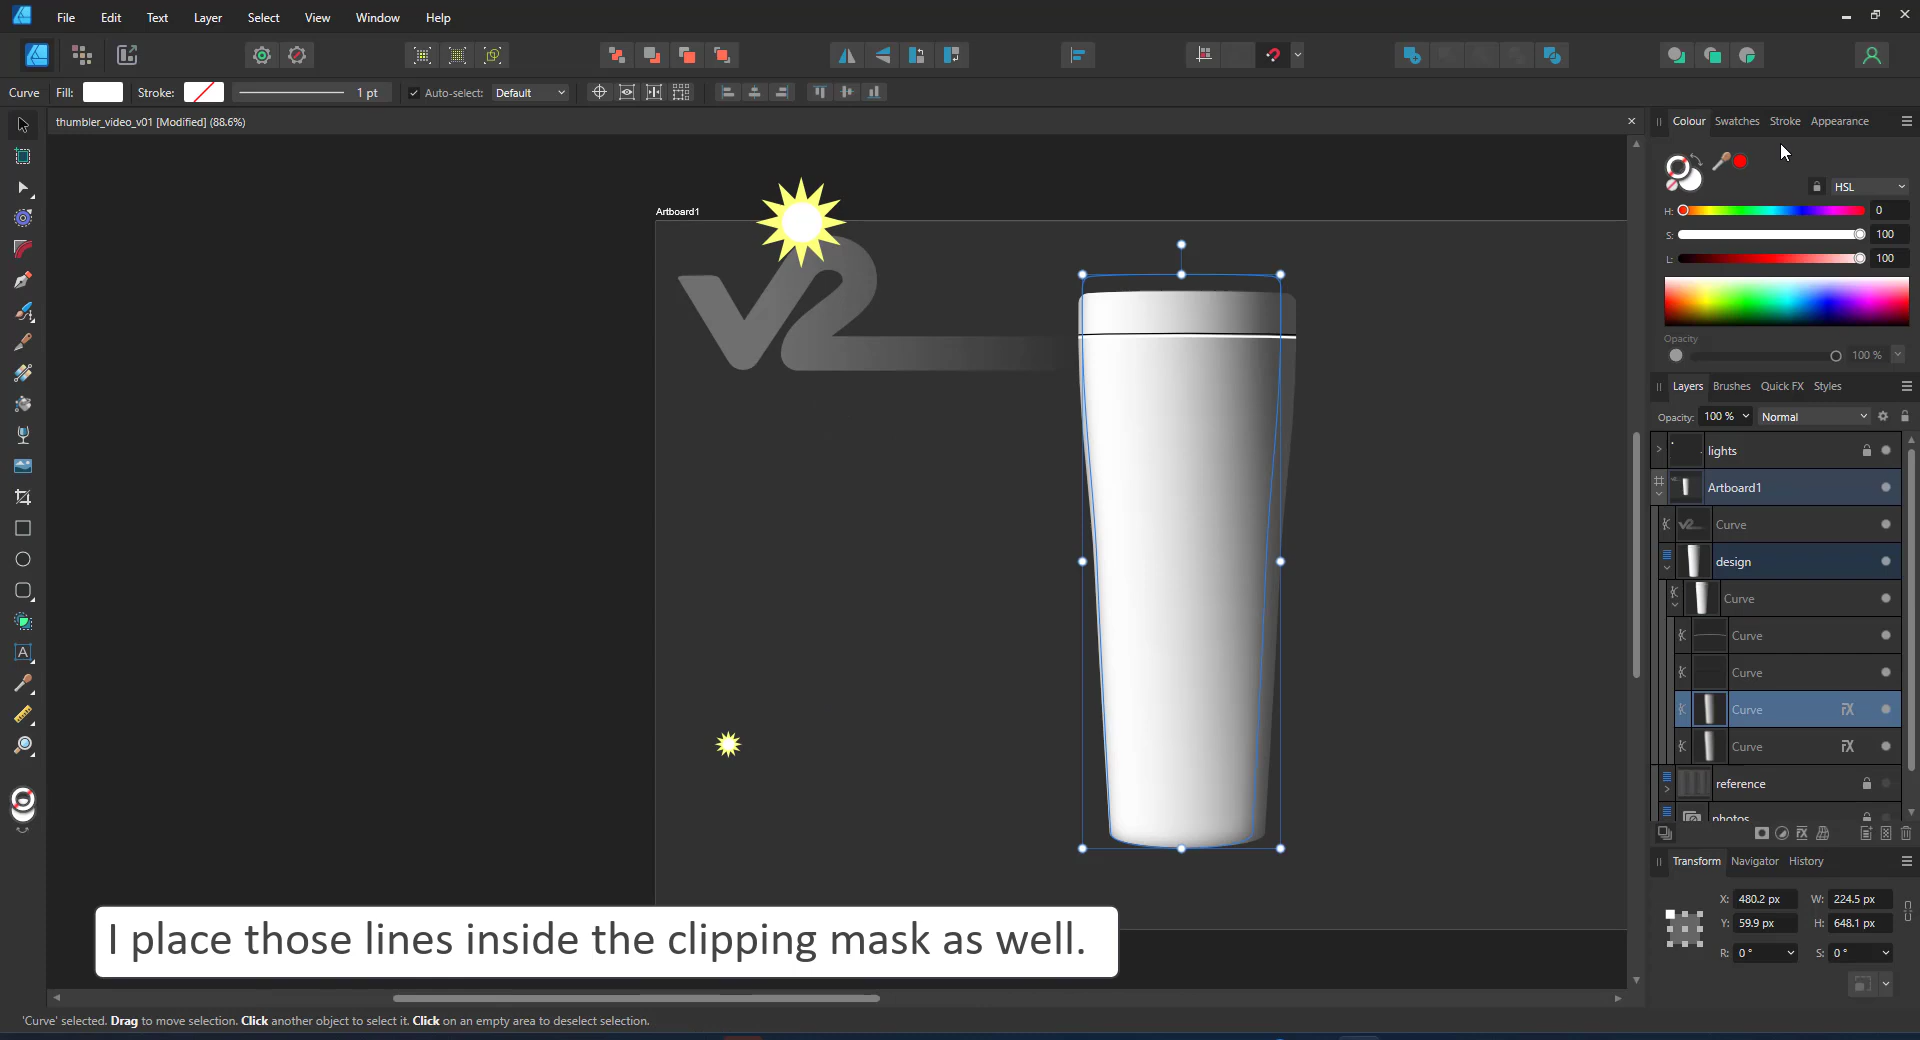 File Edit Text Layer Select View Window Help
Curve Fill: Stroke: 1 pt Auto-select: Default
thumbler_video_v01 [Modified] (88.6%)
Colour Swatches Stroke Appearance
HSL
H: 0
S: 100
L: 100
Opacity
100 %
Artboard1
v2
Layers Brushes Quick FX Styles
Opacity: 100 % Normal
lights
Artboard1
Curve
design
Curve
Curve
Curve
Curve
Curve
reference
photos
Transform Navigator History
X: 480.2 px W: 224.5 px
Y: 59.9 px H: 648.1 px
R: 0 ° S: 0 °
I place those lines inside the clipping mask as well.
'Curve' selected. Drag to move selection. Click another object to select it. Click on an empty area to deselect selection.